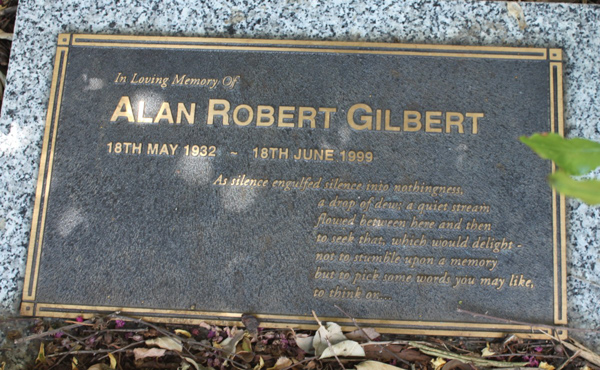 In Loving Memory Of
ALAN ROBERT GILBERT
18TH MAY 1932 ~ 18TH JUNE 1999
As silence engulfed silence into nothingness,
a drop of dew: a quiet stream
flowed between here and then
to seek that, which would delight -
not to stumble upon a memory
but to pick some words you may like,
to think on....